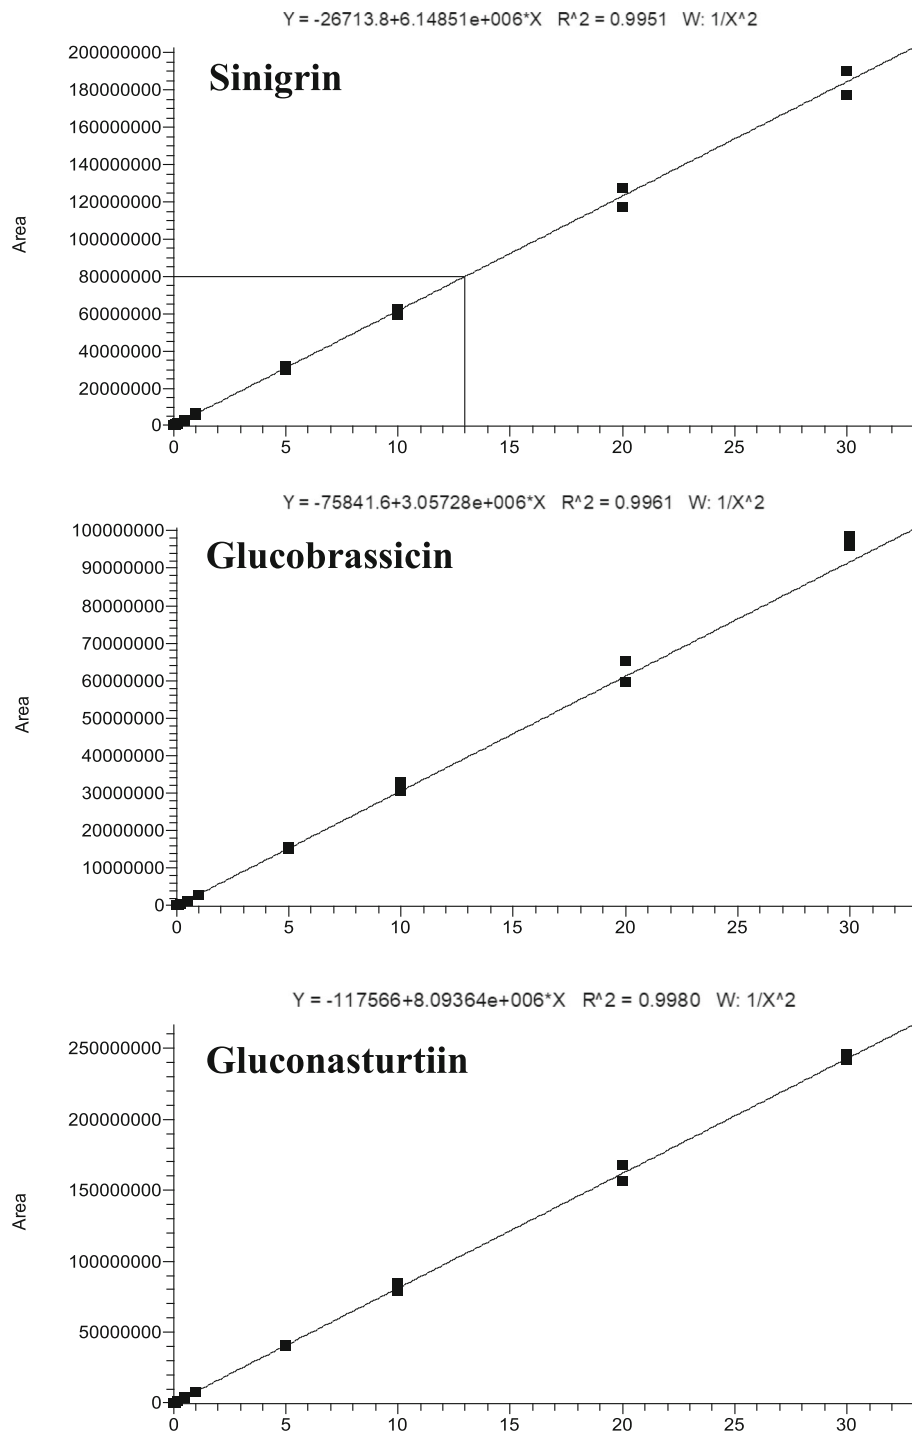 Y = -26713.8+6.14851e+006*X R^2 = 0.9951 W: 1/X^2
Sinigrin
200000000
180000000
160000000
140000000
120000000
100000000
80000000
60000000
40000000
20000000
0
Area
0 5 10 15 20 25 30
Y = -75841.6+3.05728e+006*X R^2 = 0.9961 W: 1/X^2
Glucobrassicin
100000000
90000000
80000000
70000000
60000000
50000000
40000000
30000000
20000000
10000000
0
Area
0 5 10 15 20 25 30
Y = -117566+8.09364e+006*X R^2 = 0.9980 W: 1/X^2
Gluconasturtiin
250000000
200000000
150000000
100000000
50000000
0
Area
0 5 10 15 20 25 30